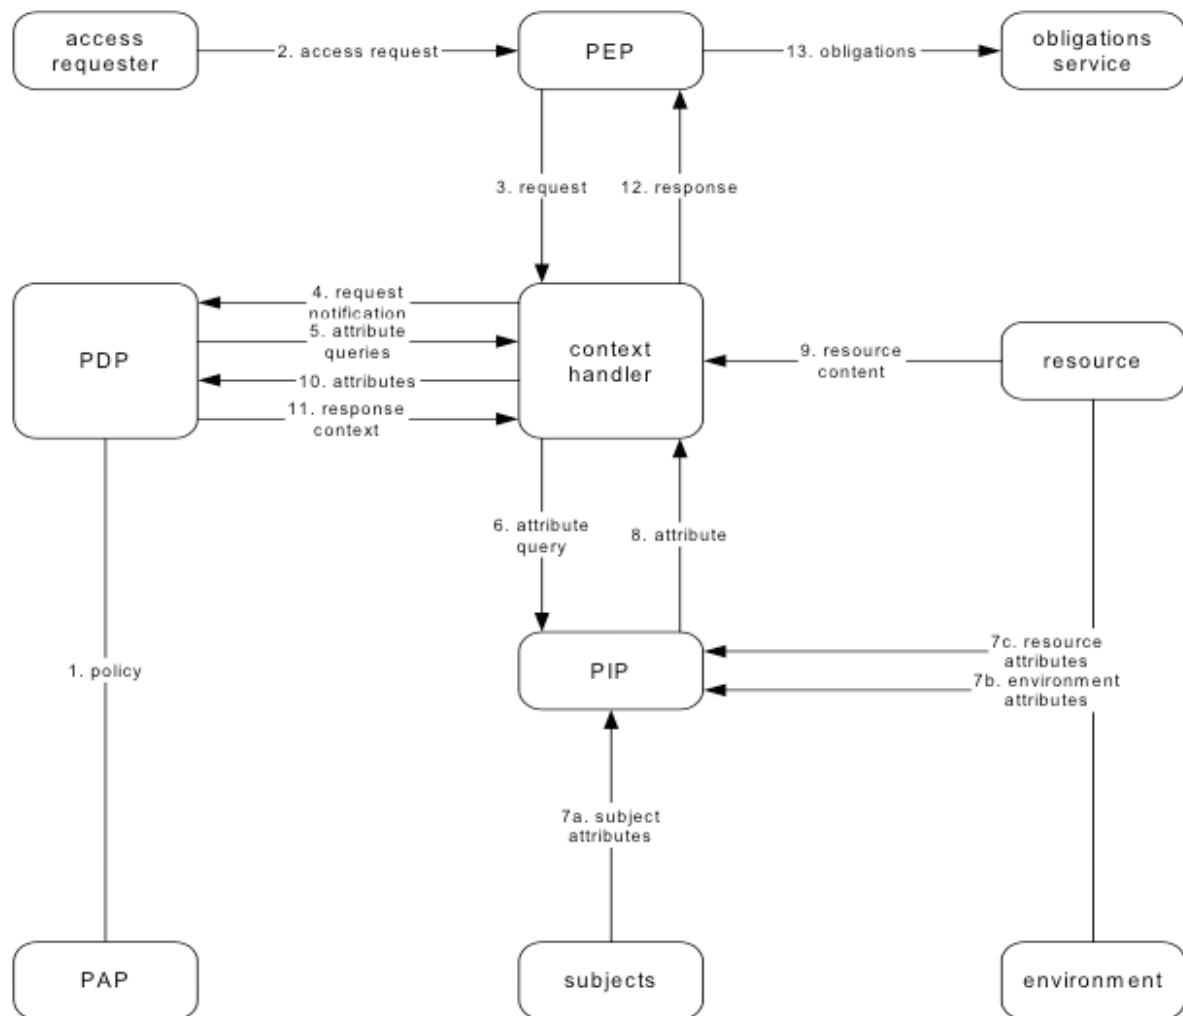 access
requester
2. access request
PEP
13. obligations
obligations
service
3. request
12. response
PDP
4. request
notification
5. attribute
queries
10. attributes
11. response
context
context
handler
9. resource
content
resource
6. attribute
query
8. attribute
1. policy
PIP
7c. resource
attributes
7b. environment
attributes
7a. subject
attributes
PAP
subjects
environment